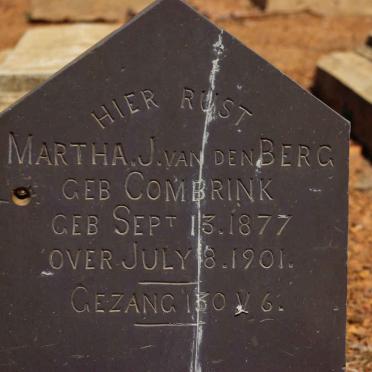 HIER RUST
MARTHA. J. VAN DEN BERG
GEB COMBRINK
GEB SEPT 13. 1877
OVER JULY 8. 1901.
GEZANG 130 V 6.